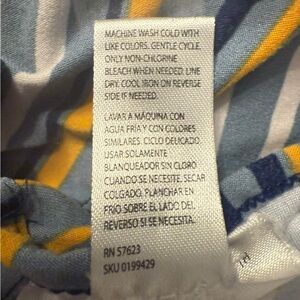 MACHINE WASH COLD WITH
LIKE COLORS. GENTLE CYCLE.
ONLY NON-CHLORINE
BLEACH WHEN NEEDED. LINE
DRY. COOL IRON ON REVERSE
SIDE IF NEEDED.
LAVAR A MÁQUINA CON
AGUA FRÍA Y CON COLORES
SIMILARES. CICLO DELICADO.
USAR SOLAMENTE
BLANQUEADOR SIN CLORO
CUANDO SE NECESITE. SECAR
COLGADO. PLANCHAR EN
FRÍO SOBRE EL LADO DEL
REVERSO SI SE NECESITA.
RN 57623
SKU 0199429